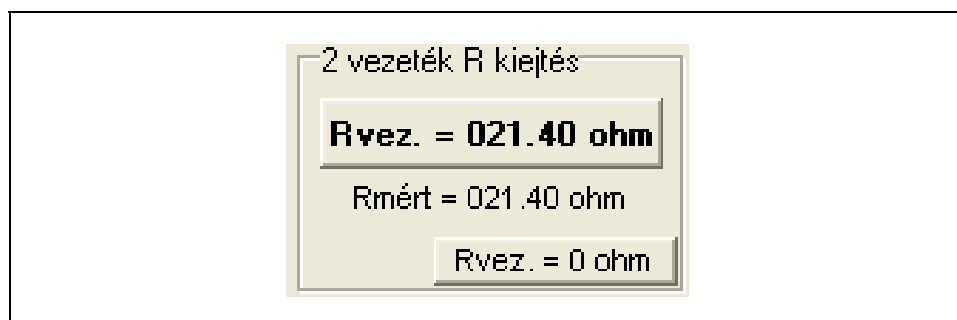 2 vezeték R kiejtés
Rvez. = 021.40 ohm
Rmért = 021.40 ohm
Rvez. = 0 ohm